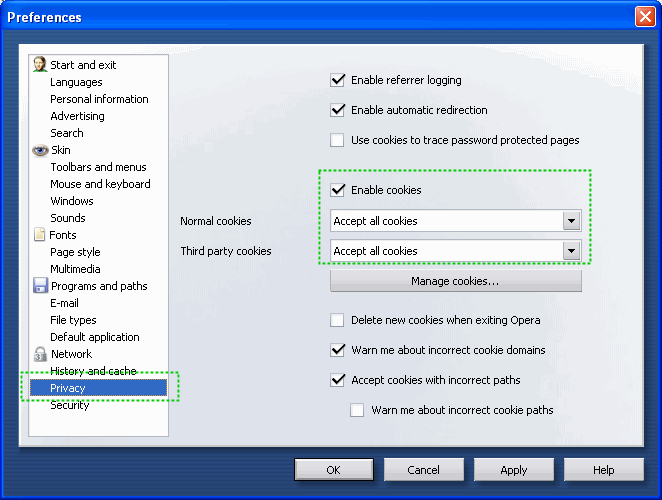 Preferences
Start and exit
Languages
Personal information
Advertising
Search
Skin
Toolbars and menus
Mouse and keyboard
Windows
Sounds
Fonts
Page style
Multimedia
Programs and paths
E-mail
File types
Default application
Network
History and cache
Privacy
Security
Enable referrer logging
Enable automatic redirection
Use cookies to trace password protected pages
Enable cookies
Normal cookies Accept all cookies
Third party cookies Accept all cookies
Manage cookies...
Delete new cookies when exiting Opera
Warn me about incorrect cookie domains
Accept cookies with incorrect paths
Warn me about incorrect cookie paths
OK Cancel Apply Help